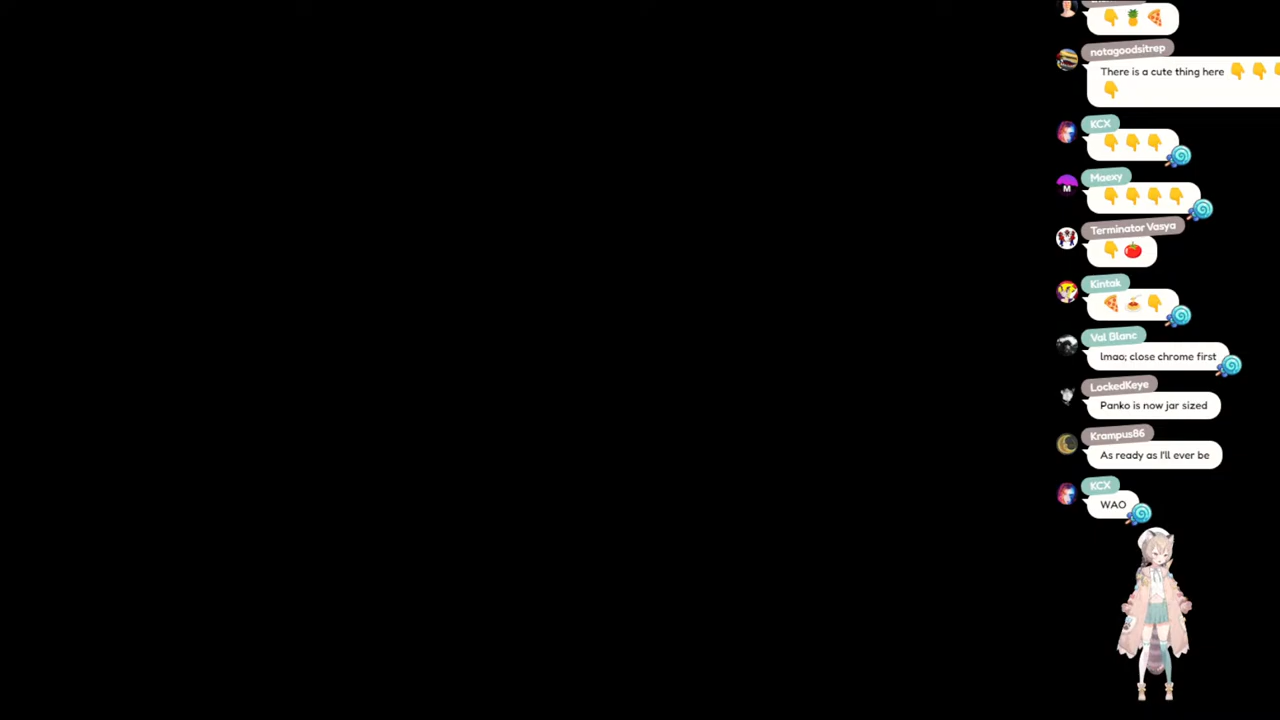 👇🍍🍕
notagoodsitrep
There is a cute thing here 👇👇
👇
KCX
👇👇👇
Maexy
M
👇👇👇👇
Terminator Vasya
👇🍅
Kintak
🍕🍝👇
Val Blanc
lmao; close chrome first
LockedKeye
Panko is now jar sized
Krampus86
As ready as I'll ever be
KCX
WAO